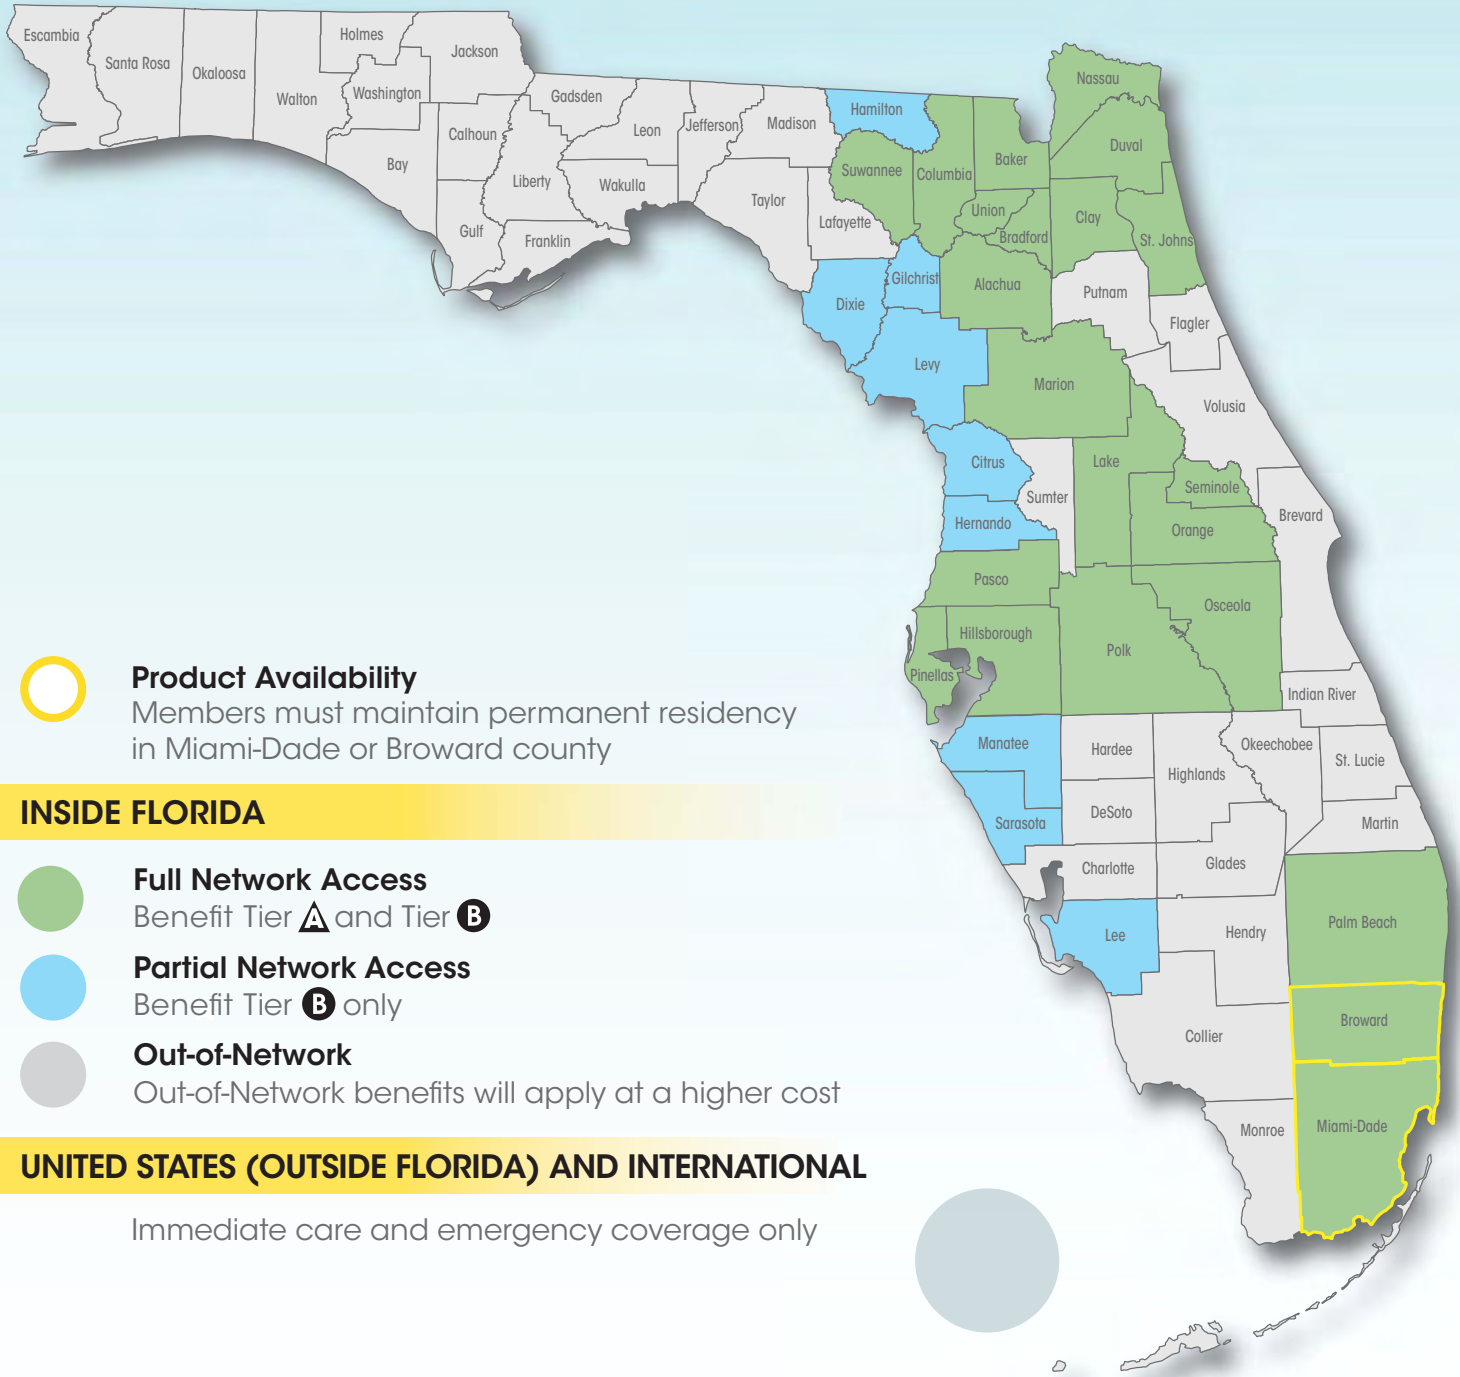 Escambia
Santa Rosa
Okaloosa
Walton
Holmes
Washington
Jackson
Bay
Calhoun
Gulf
Gadsden
Liberty
Franklin
Leon
Wakulla
Jefferson
Madison
Taylor
Lafayette
Hamilton
Suwannee
Columbia
Baker
Nassau
Duval
Union
Bradford
Clay
St. Johns
Dixie
Gilchrist
Alachua
Putnam
Flagler
Levy
Marion
Volusia
Citrus
Sumter
Lake
Seminole
Hernando
Orange
Brevard
Pasco
Osceola
Hillsborough
Polk
Pinellas
Indian River
Manatee
Hardee
Highlands
Okeechobee
St. Lucie
Sarasota
DeSoto
Martin
Charlotte
Glades
Lee
Hendry
Palm Beach
Collier
Broward
Monroe
Miami-Dade
Product Availability
Members must maintain permanent residency
in Miami-Dade or Broward county
INSIDE FLORIDA
Full Network Access
Benefit Tier A and Tier B
Partial Network Access
Benefit Tier B only
Out-of-Network
Out-of-Network benefits will apply at a higher cost
UNITED STATES (OUTSIDE FLORIDA) AND INTERNATIONAL
Immediate care and emergency coverage only